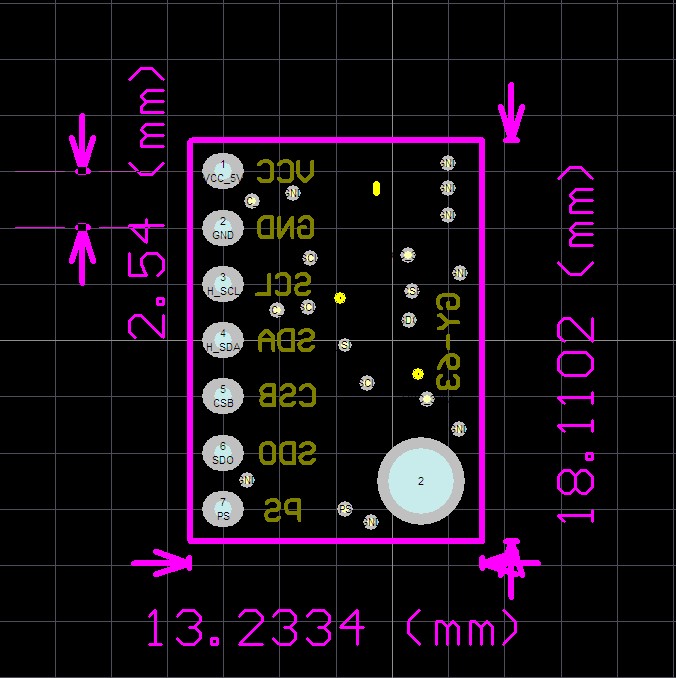 2.54 (mm)
18.1102 (mm)
13.2334 (mm)
1
VCC_5V
VCC
2
GND
GND
3
H_SCL
SCL
4
H_SDA
SDA
5
CSB
CSB
6
SDO
SDO
7
PS
PS
GY-63
2
PS